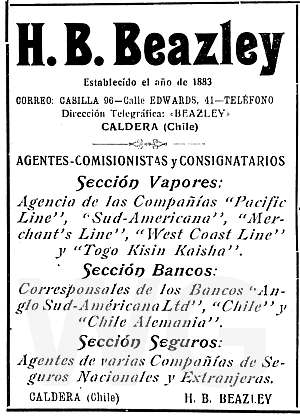 H. B. Beazley
Establecido el año de 1883
CORREO: CASILLA 96—Calle EDWARDS, 41—TELÉFONO
Dirección Telegráfica: «BEAZLEY»
CALDERA (Chile)
AGENTES-COMISIONISTAS y CONSIGNATARIOS
Sección Vapores:
Agencia de las Compañías "Pacific
Line", "Sud-Americana", "Mer-
chant's Line", "West Coast Line"
y "Togo Kisin Kaisha".
Sección Bancos:
Corresponsales de los Bancos "An-
glo Sud-Américana Ltd", "Chile" y
"Chile Alemania".
Sección Seguros:
Agentes de varias Compañías de Se-
guros Nacionales y Extranjeras.
CALDERA (Chile) H. B. BEAZLEY